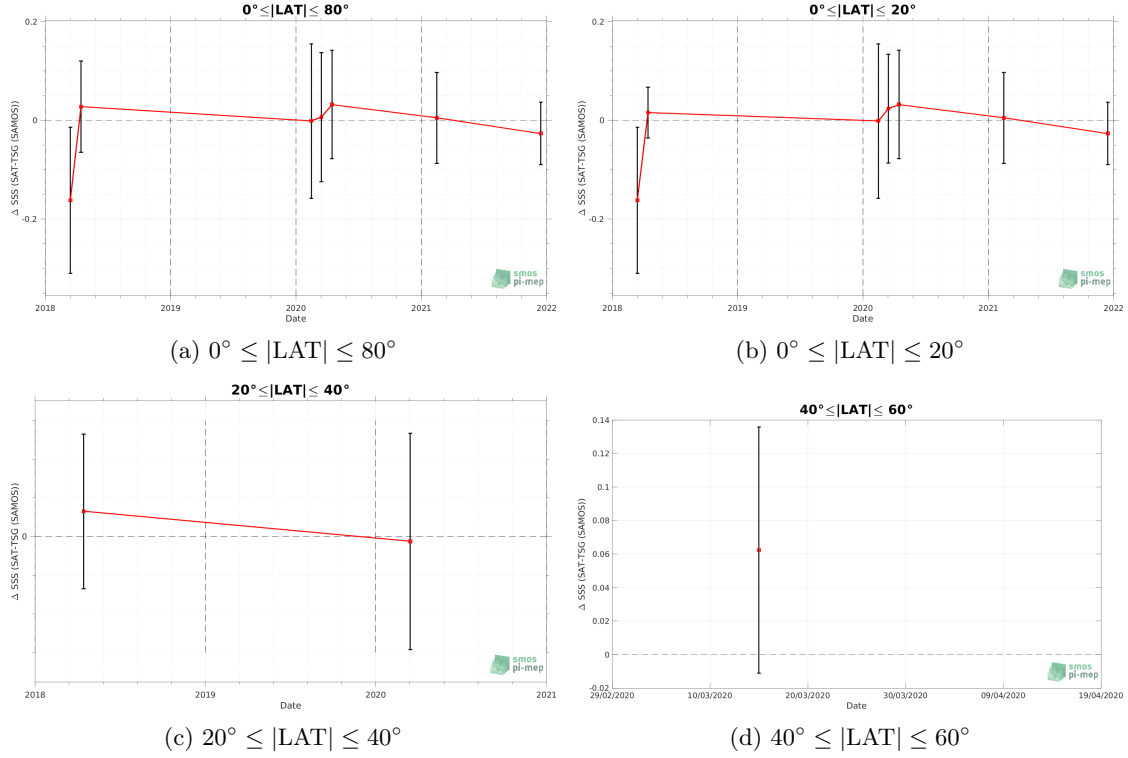 0°≤|LAT|≤ 80°
0.2
0
-0.2
Δ SSS (SAT-TSG (SAMOS))
smos
pi-mep
2018 2019 2020 2021 2022
Date
(a) 0° ≤ |LAT| ≤ 80°
0°≤|LAT|≤ 20°
0.2
0
-0.2
Δ SSS (SAT-TSG (SAMOS))
smos
pi-mep
2018 2019 2020 2021 2022
Date
(b) 0° ≤ |LAT| ≤ 20°
20°≤|LAT|≤ 40°
0
Δ SSS (SAT-TSG (SAMOS))
smos
pi-mep
2018 2019 2020 2021
Date
(c) 20° ≤ |LAT| ≤ 40°
40°≤|LAT|≤ 60°
0.14
0.12
0.1
0.08
0.06
0.04
0.02
0
-0.02
Δ SSS (SAT-TSG (SAMOS))
smos
pi-mep
29/02/2020 10/03/2020 20/03/2020 30/03/2020 09/04/2020 19/04/2020
Date
(d) 40° ≤ |LAT| ≤ 60°